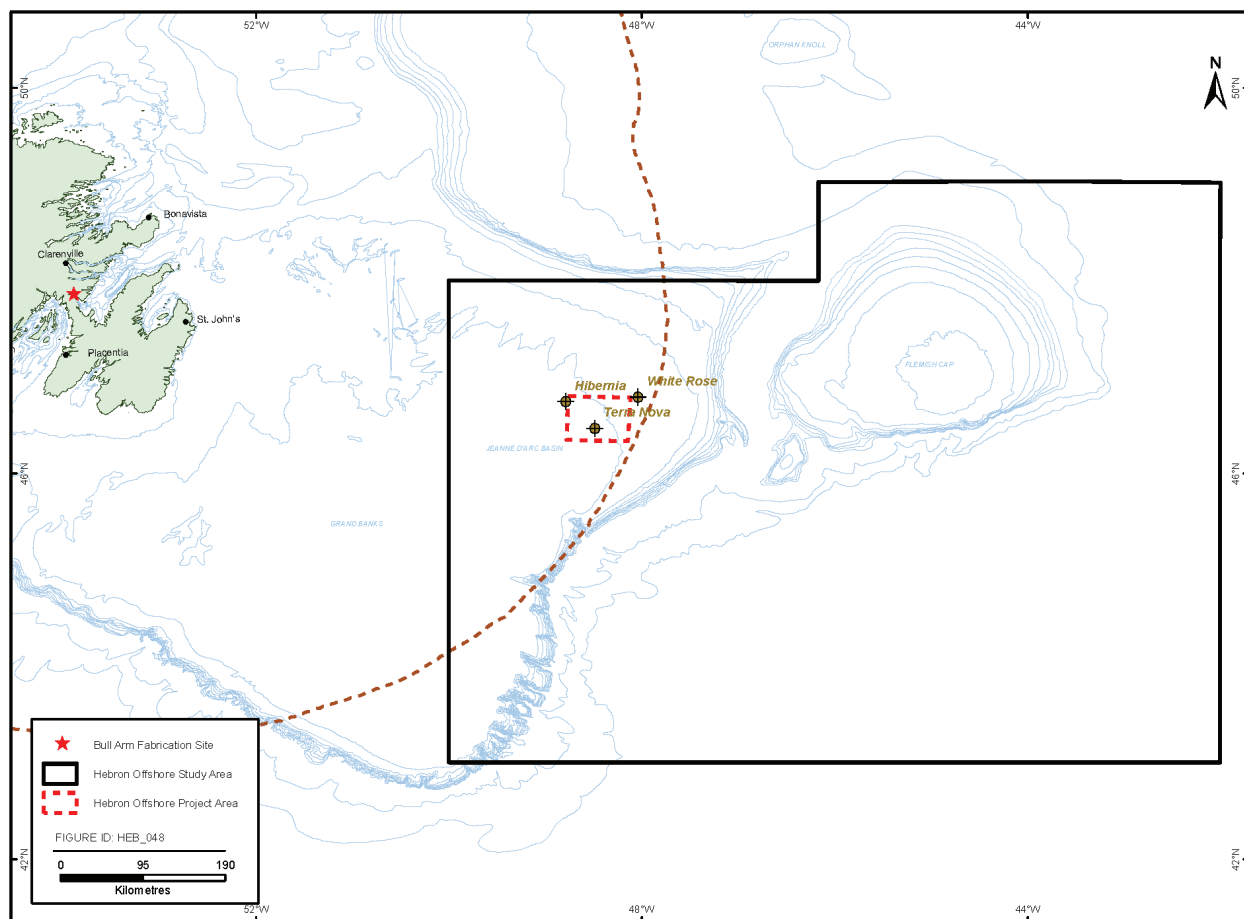 52°W
48°W
44°W
ORPHAN KNOLL
N
50°N
50°N
Bonavista
Clarenville
St. John's
Placentia
FLEMISH CAP
Hibernia
White Rose
Terra Nova
JEANNE D'ARC BASIN
46°N
46°N
GRAND BANKS
Bull Arm Fabrication Site
Hebron Offshore Study Area
Hebron Offshore Project Area
FIGURE ID: HEB_048
0 95 190
Kilometres
42°N
42°N
52°W
48°W
44°W